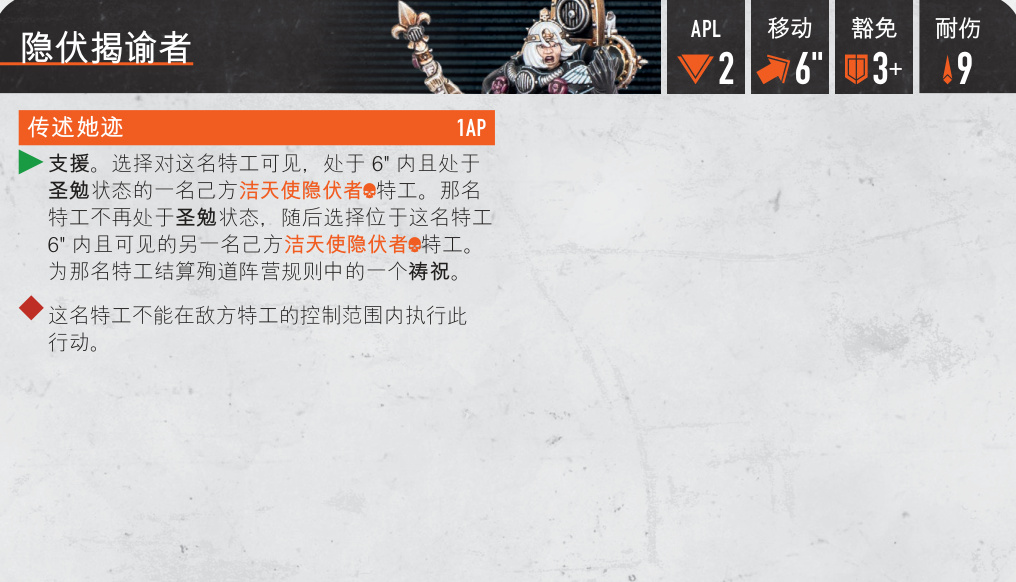 隐伏揭谕者
APL
2
移动
6"
豁免
3+
耐伤
9
传述她迹 1AP
支援。选择对这名特工可见，处于 6" 内且处于
圣勉状态的一名己方洁天使隐伏者特工。那名
特工不再处于圣勉状态，随后选择位于这名特工
6" 内且可见的另一名己方洁天使隐伏者特工。
为那名特工结算殉道阵营规则中的一个祷祝。
这名特工不能在敌方特工的控制范围内执行此
行动。